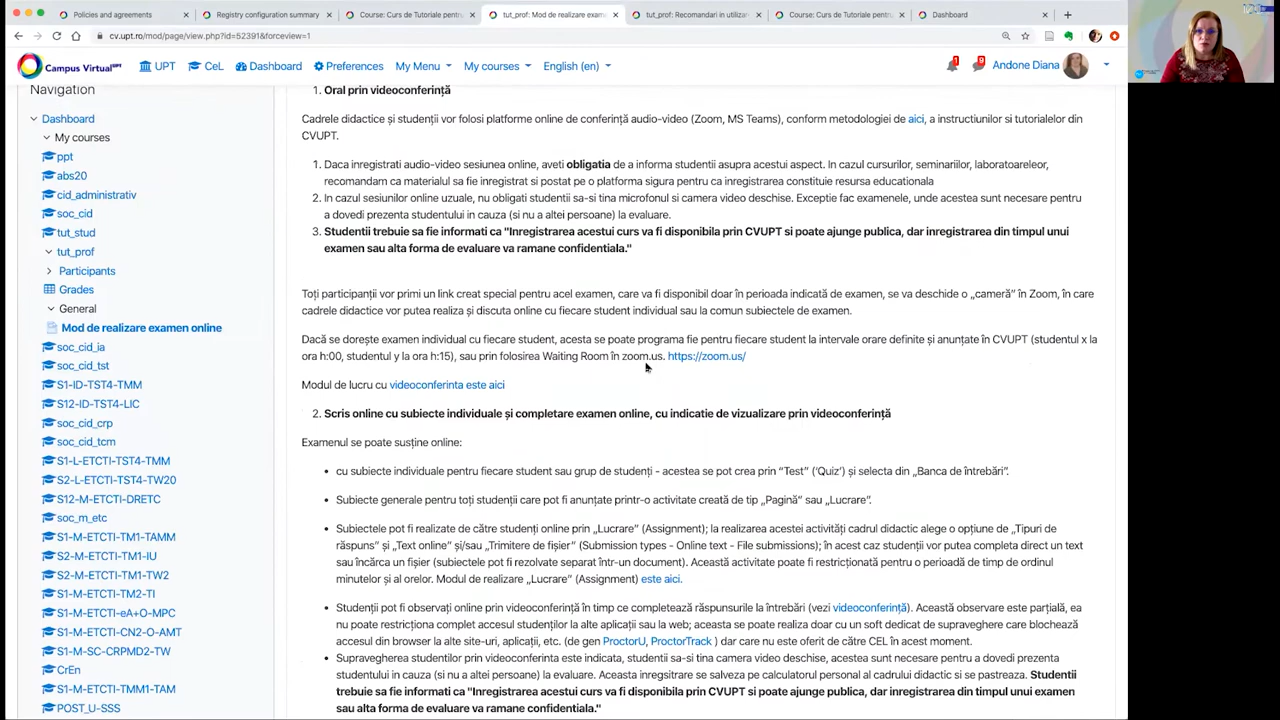 Policies and agreements
Registry configuration summary
Course: Curs de Tutoriale pentru
tut_prof: Mod de realizare exam
tut_prof: Recomandari in utilizar
Course: Curs de Tutoriale pentr
Dashboard
cv.upt.ro/mod/page/view.php?id=52391&forceview=1
Campus Virtual UPT
UPT
CeL
Dashboard
Preferences
My Menu
My courses
English (en)
1
9
Andone Diana
Navigation
Dashboard
My courses
ppt
abs20
cid_administrativ
soc_cid
tut_stud
tut_prof
Participants
Grades
General
Mod de realizare examen online
soc_cid_ia
soc_cid_tst
S1-ID-TST4-TMM
S12-ID-TST4-LIC
soc_cid_crp
soc_cid_tcm
S1-L-ETCTI-TST4-TMM
S2-L-ETCTI-TST4-TW20
S12-M-ETCTI-DRETC
soc_m_etc
S1-M-ETCTI-TM1-TAMM
S2-M-ETCTI-TM1-IU
S2-M-ETCTI-TM1-TW2
S1-M-ETCTI-TM2-TI
S1-M-ETCTI-eA+O-MPC
S1-M-ETCTI-CN2-O-AMT
S1-M-SC-CRPMD2-TW
CrEn
S1-M-ETCTI-TMM1-TAM
POST_U-SSS
1. Oral prin videoconferință
Cadrele didactice și studenții vor folosi platforme online de conferință audio-video (Zoom, MS Teams), conform metodologiei de aici, a instructiunilor si tutorialelor din
CVUPT.
1. Daca inregistrati audio-video sesiunea online, aveti obligatia de a informa studentii asupra acestui aspect. In cazul cursurilor, seminariilor, laboratoareleor,
recomandam ca materialul sa fie inregistrat si postat pe o platforma sigura pentru ca inregistrarea constituie resursa educationala
2. In cazul sesiunilor online uzuale, nu obligati studentii sa-si tina microfonul si camera video deschise. Exceptie fac examenele, unde acestea sunt necesare pentru
a dovedi prezenta studentului in cauza (si nu a altei persoane) la evaluare.
3. Studentii trebuie sa fie informati ca "Inregistrarea acestui curs va fi disponibila prin CVUPT si poate ajunge publica, dar inregistrarea din timpul unui
examen sau alta forma de evaluare va ramane confidentiala."
Toți participanții vor primi un link creat special pentru acel examen, care va fi disponibil doar în perioada indicată de examen, se va deschide o „cameră” în Zoom, în care
cadrele didactice vor putea realiza și discuta online cu fiecare student individual sau la comun subiectele de examen.
Dacă se dorește examen individual cu fiecare student, acesta se poate programa fie pentru fiecare student la intervale orare definite și anunțate în CVUPT (studentul x la
ora h:00, studentul y la ora h:15), sau prin folosirea Waiting Room în zoom.us. https://zoom.us/
Modul de lucru cu videoconferinta este aici
2. Scris online cu subiecte individuale și completare examen online, cu indicatie de vizualizare prin videoconferință
Examenul se poate susține online:
• cu subiecte individuale pentru fiecare student sau grup de studenți - acestea se pot crea prin “Test” (‘Quiz’) și selecta din „Banca de întrebări”.
• Subiecte generale pentru toți studenții care pot fi anunțate printr-o activitate creată de tip „Pagină” sau „Lucrare”.
• Subiectele pot fi realizate de către studenți online prin „Lucrare” (Assignment); la realizarea acestei activități cadrul didactic alege o opțiune de „Tipuri de
răspuns” și „Text online” și/sau „Trimitere de fișier” (Submission types - Online text - File submissions); în acest caz studenții vor putea completa direct un text
sau încărca un fișier (subiectele pot fi rezolvate separat într-un document). Această activitate poate fi restricționată pentru o perioadă de timp de ordinul
minutelor și al orelor. Modul de realizare „Lucrare” (Assignment) este aici.
• Studenții pot fi observați online prin videoconferință în timp ce completează răspunsurile la întrebări (vezi videoconferință). Această observare este parțială, ea
nu poate restricționa complet accesul studenților la alte aplicații sau la web; aceasta se poate realiza doar cu un soft dedicat de supraveghere care blochează
accesul din browser la alte site-uri, aplicații, etc. (de gen ProctorU, ProctorTrack ) dar care nu este oferit de către CEL în acest moment.
• Supravegherea studentilor prin videoconferinta este indicata, studentii sa-si tina camera video deschise, acestea sunt necesare pentru a dovedi prezenta
studentului in cauza (si nu a altei persoane) la evaluare. Aceasta inregsitrare se salveza pe calculatorul personal al cadrului didactic si se pastreaza. Studentii
trebuie sa fie informati ca "Inregistrarea acestui curs va fi disponibila prin CVUPT si poate ajunge publica, dar inregistrarea din timpul unui examen
sau alta forma de evaluare va ramane confidentiala."